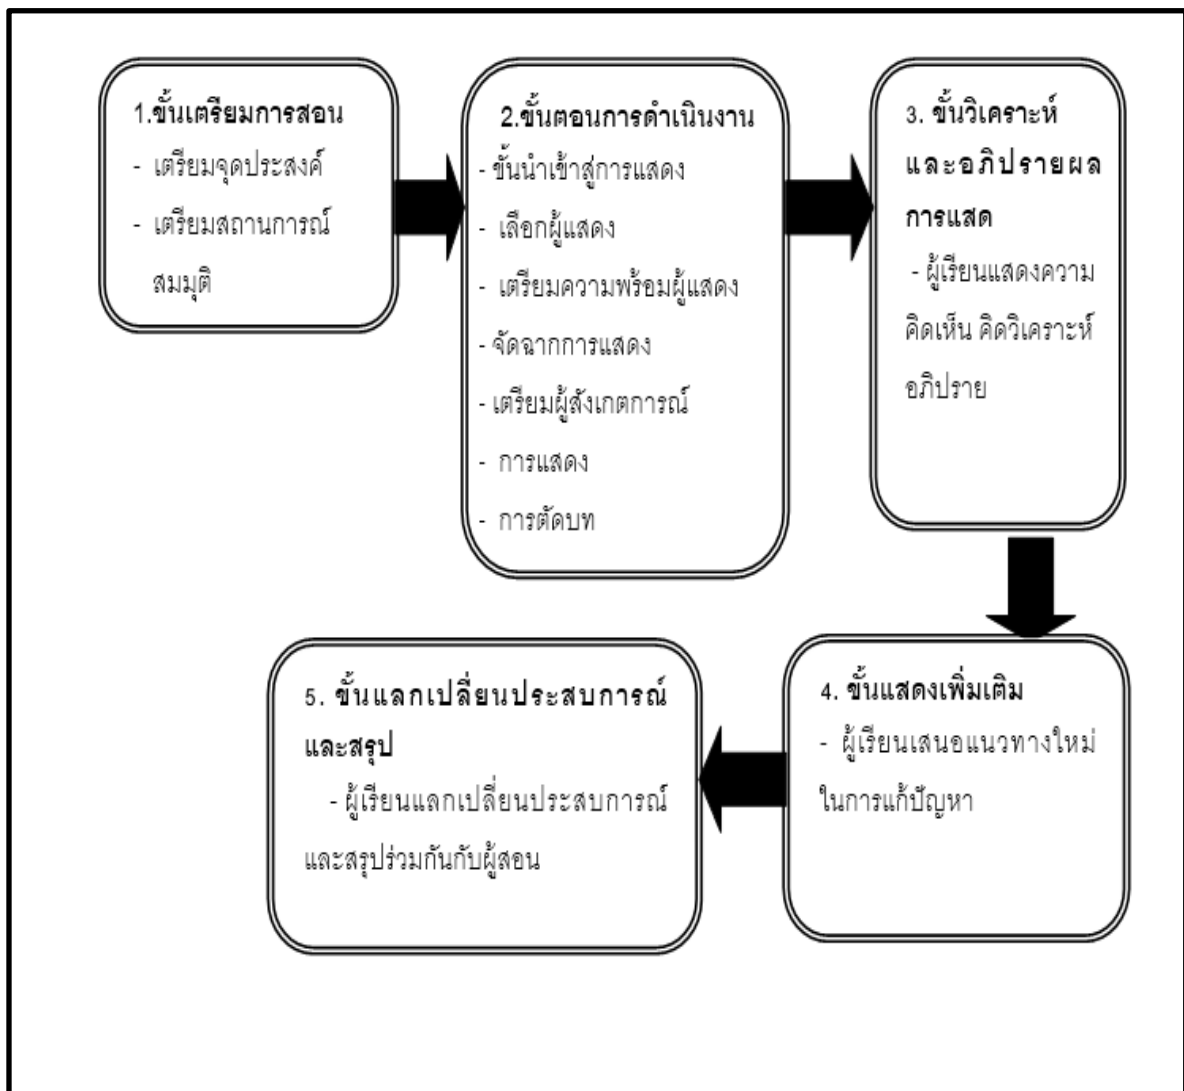 1.ขั้นเตรียมการสอน
- เตรียมจุดประสงค์
- เตรียมสถานการณ์
สมมุติ
2.ขั้นตอนการดำเนินงาน
- ขั้นนำเข้าสู่การแสดง
- เลือกผู้แสดง
- เตรียมความพร้อมผู้แสดง
- จัดฉากการแสดง
- เตรียมผู้สังเกตการณ์
- การแสดง
- การตัดบท
3. ขั้นวิเคราะห์
และอภิปรายผล
การแสด
- ผู้เรียนแสดงความ
คิดเห็น คิดวิเคราะห์
อภิปราย
4. ขั้นแสดงเพิ่มเติม
- ผู้เรียนเสนอแนวทางใหม่
ในการแก้ปัญหา
5. ขั้นแลกเปลี่ยนประสบการณ์
และสรุป
- ผู้เรียนแลกเปลี่ยนประสบการณ์
และสรุปร่วมกันกับผู้สอน